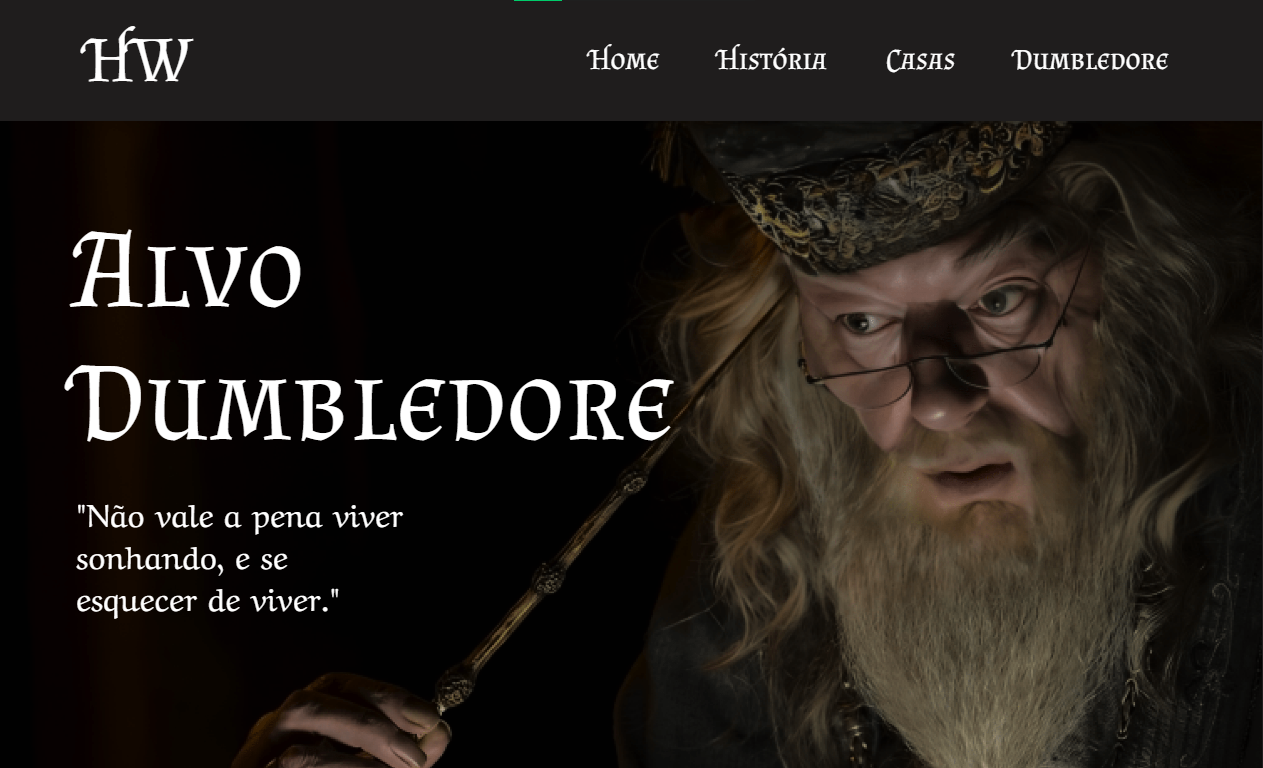 HW
Home História Casas Dumbledore
Alvo
Dumbledore
"Não vale a pena viver
sonhando, e se
esquecer de viver."